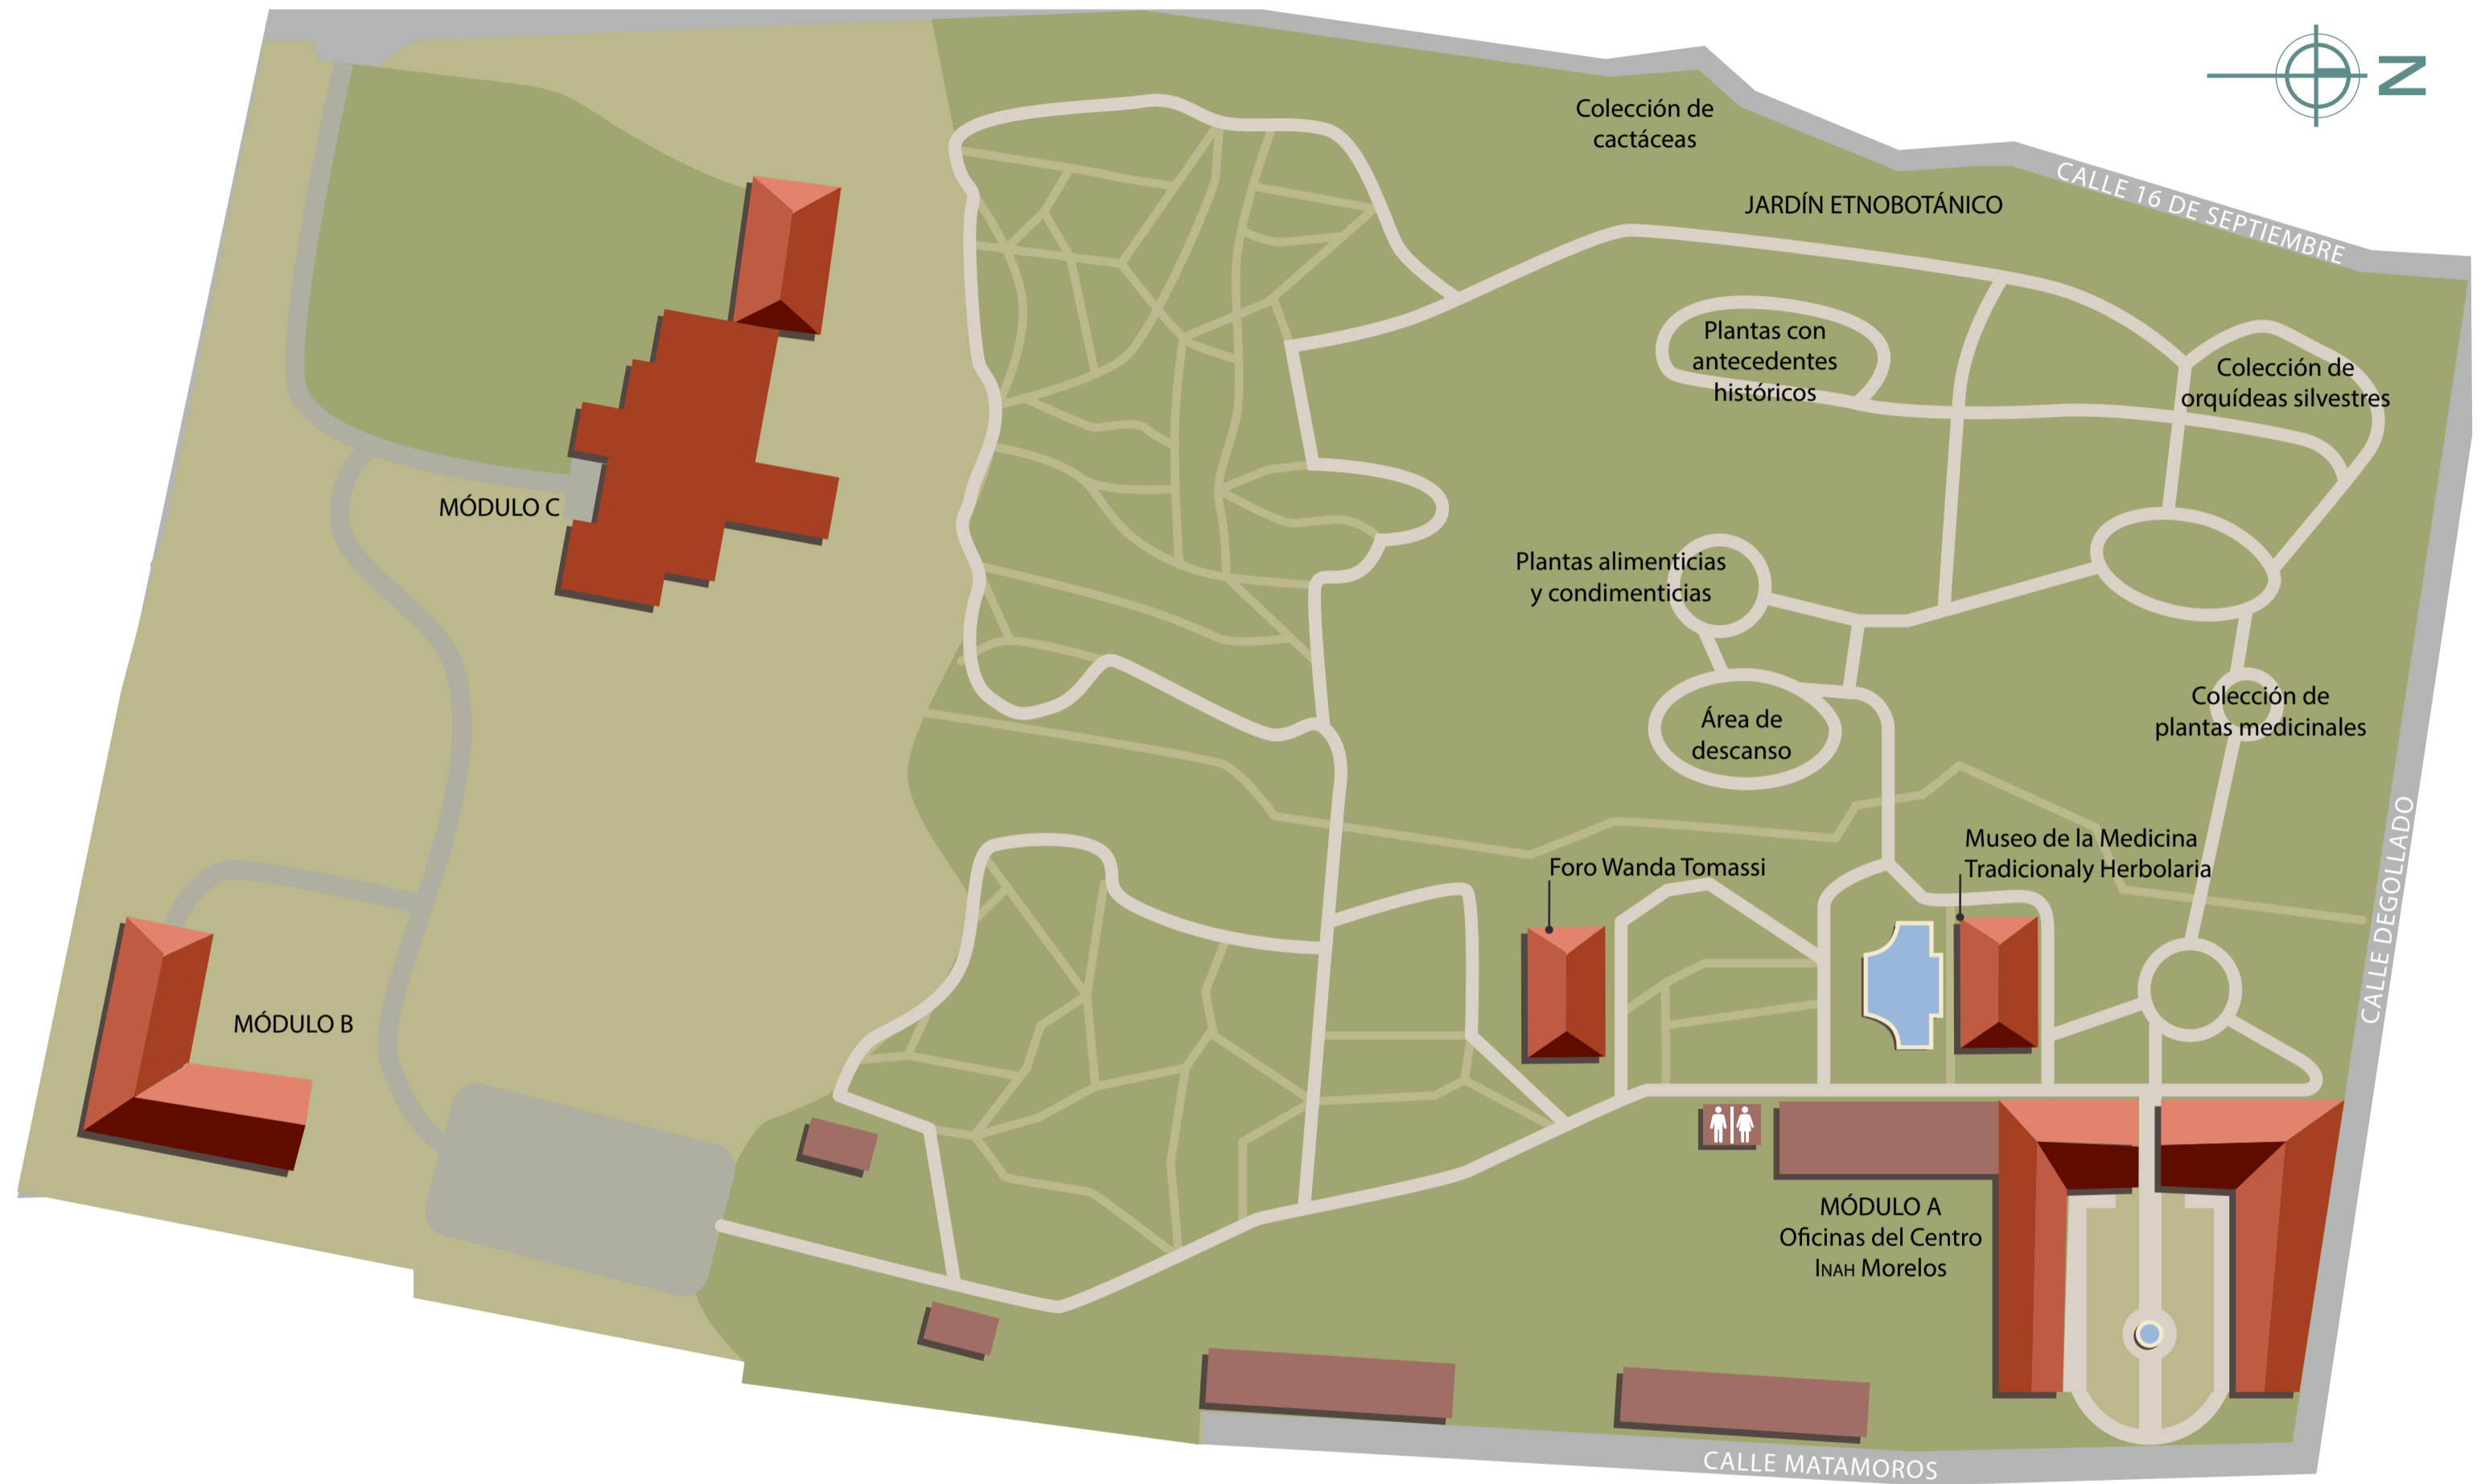 N
Colección de
cactáceas
CALLE 16 DE SEPTIEMBRE
JARDÍN ETNOBOTÁNICO
Plantas con
antecedentes
históricos
Colección de
orquídeas silvestres
MÓDULO C
Plantas alimenticias
y condimenticias
Área de
descanso
Colección de
plantas medicinales
CALLE DEGOLLADO
Foro Wanda Tomassi
Museo de la Medicina
Tradicionaly Herbolaria
MÓDULO B
MÓDULO A
Oficinas del Centro
INAH Morelos
CALLE MATAMOROS